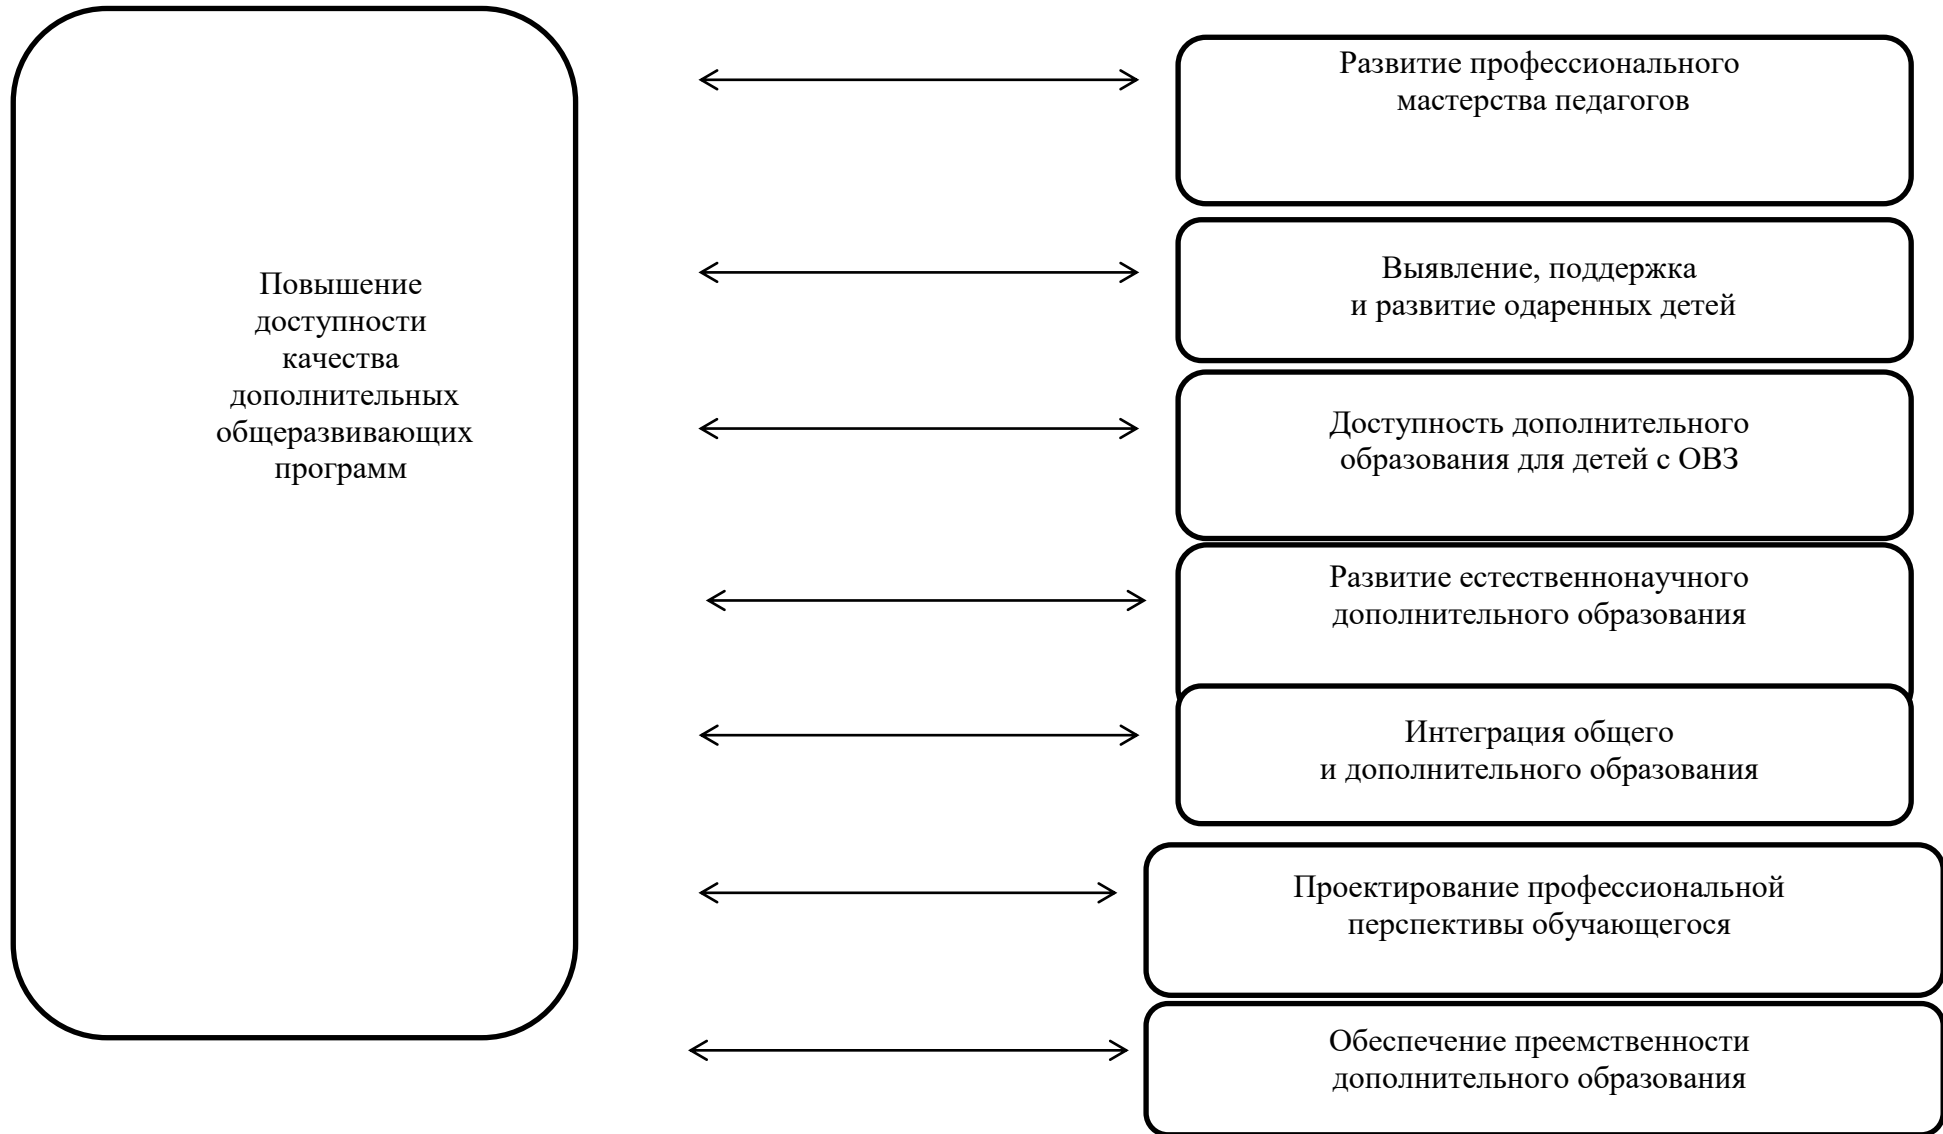 Повышение
доступности
качества
дополнительных
общеразвивающих
программ
Развитие профессионального
мастерства педагогов
Выявление, поддержка
и развитие одаренных детей
Доступность дополнительного
образования для детей с ОВЗ
Развитие естественнонаучного
дополнительного образования
Интеграция общего
и дополнительного образования
Проектирование профессиональной
перспективы обучающегося
Обеспечение преемственности
дополнительного образования